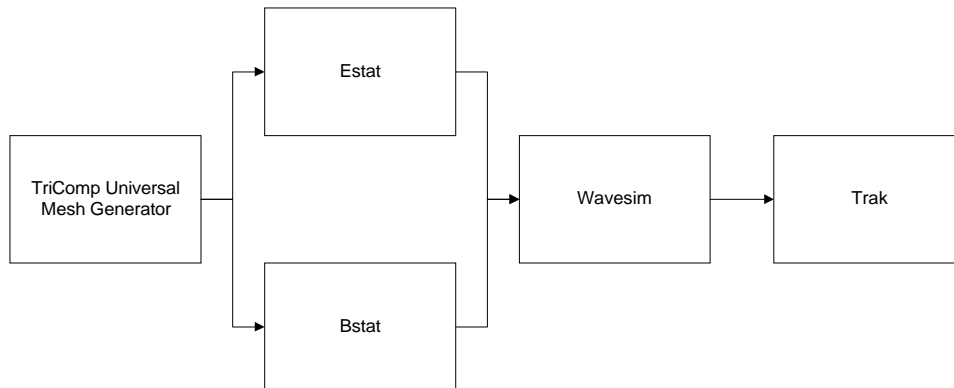 Estat
TriComp Universal
Mesh Generator
Wavesim
Trak
Bstat